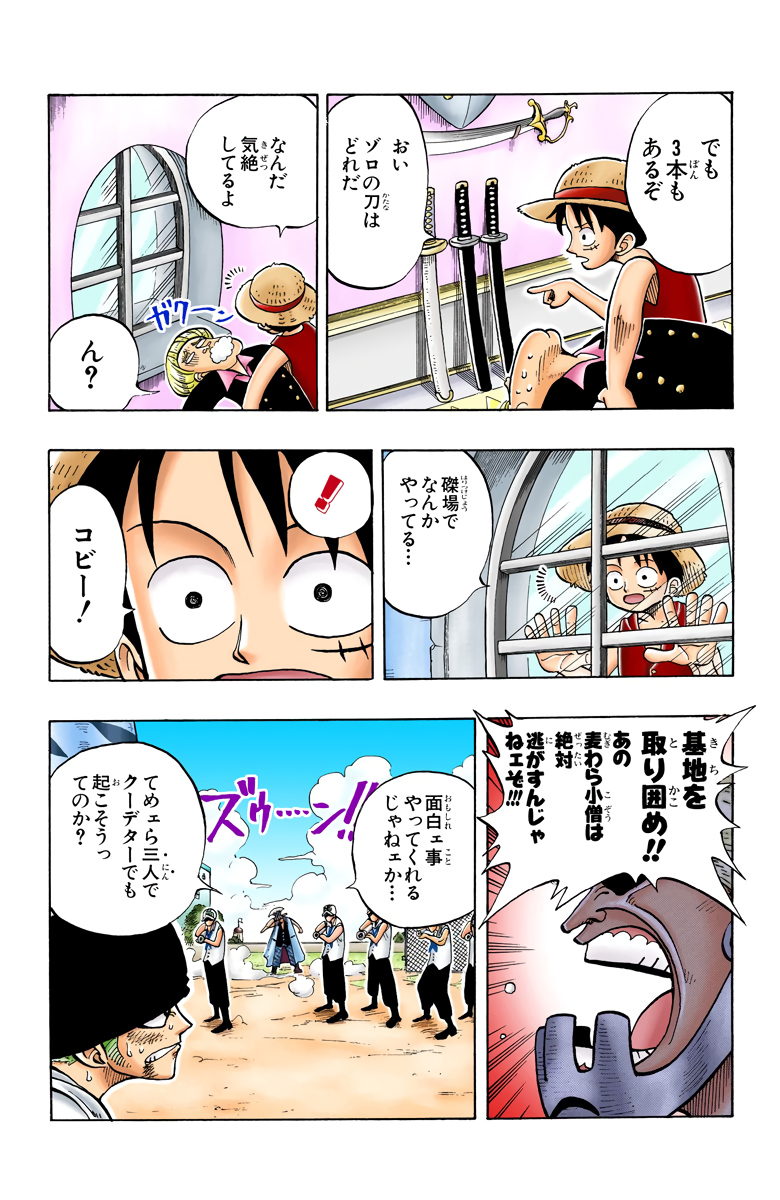 でも
3本も
あるぞ
おい
ゾロの刀は
どれだ
なんだ
気絶
してるよ
ガクーン
ん?
磔場で
なんか
やってる…
!
コビー!
基地を
取り囲め!!
あの
麦わら小僧は
絶対
逃がすんじゃ
ねェぞ!!!
面白ェ事
やってくれる
じゃねェか…
ズゥ……ン!!
てめェら三人で
クーデターでも
起こそうっ
てのか?